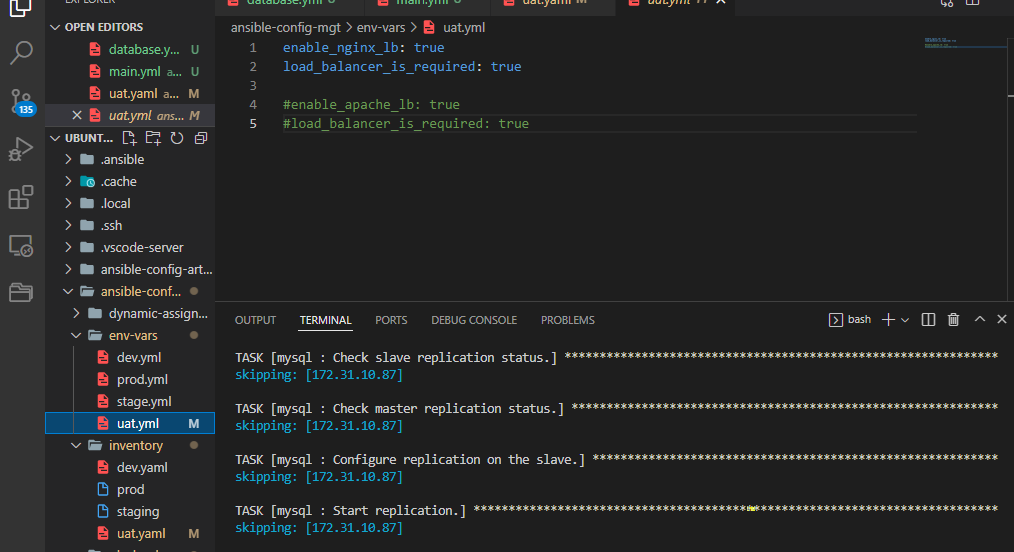 EXPLORER
database.yml U
main.yml U
uat.yaml M
uat.yml M
OPEN EDITORS
database.y... U
main.yml a... U
uat.yaml a... M
uat.yml ans... M
UBUNT...
.ansible
.cache
.local
.ssh
.vscode-server
ansible-config-art...
ansible-conf...
dynamic-assign...
env-vars
dev.yml
prod.yml
stage.yml
uat.yml M
inventory
dev.yaml
prod
staging
uat.yaml M
135
ansible-config-mgt > env-vars > uat.yml
1 enable_nginx_lb: true
2 load_balancer_is_required: true
3
4 #enable_apache_lb: true
5 #load_balancer_is_required: true
OUTPUT TERMINAL PORTS DEBUG CONSOLE PROBLEMS
bash
TASK [mysql : Check slave replication status.] **************************************************************
skipping: [172.31.10.87]
TASK [mysql : Check master replication status.] *************************************************************
skipping: [172.31.10.87]
TASK [mysql : Configure replication on the slave.] **********************************************************
skipping: [172.31.10.87]
TASK [mysql : Start replication.] ***************************************************************************
skipping: [172.31.10.87]